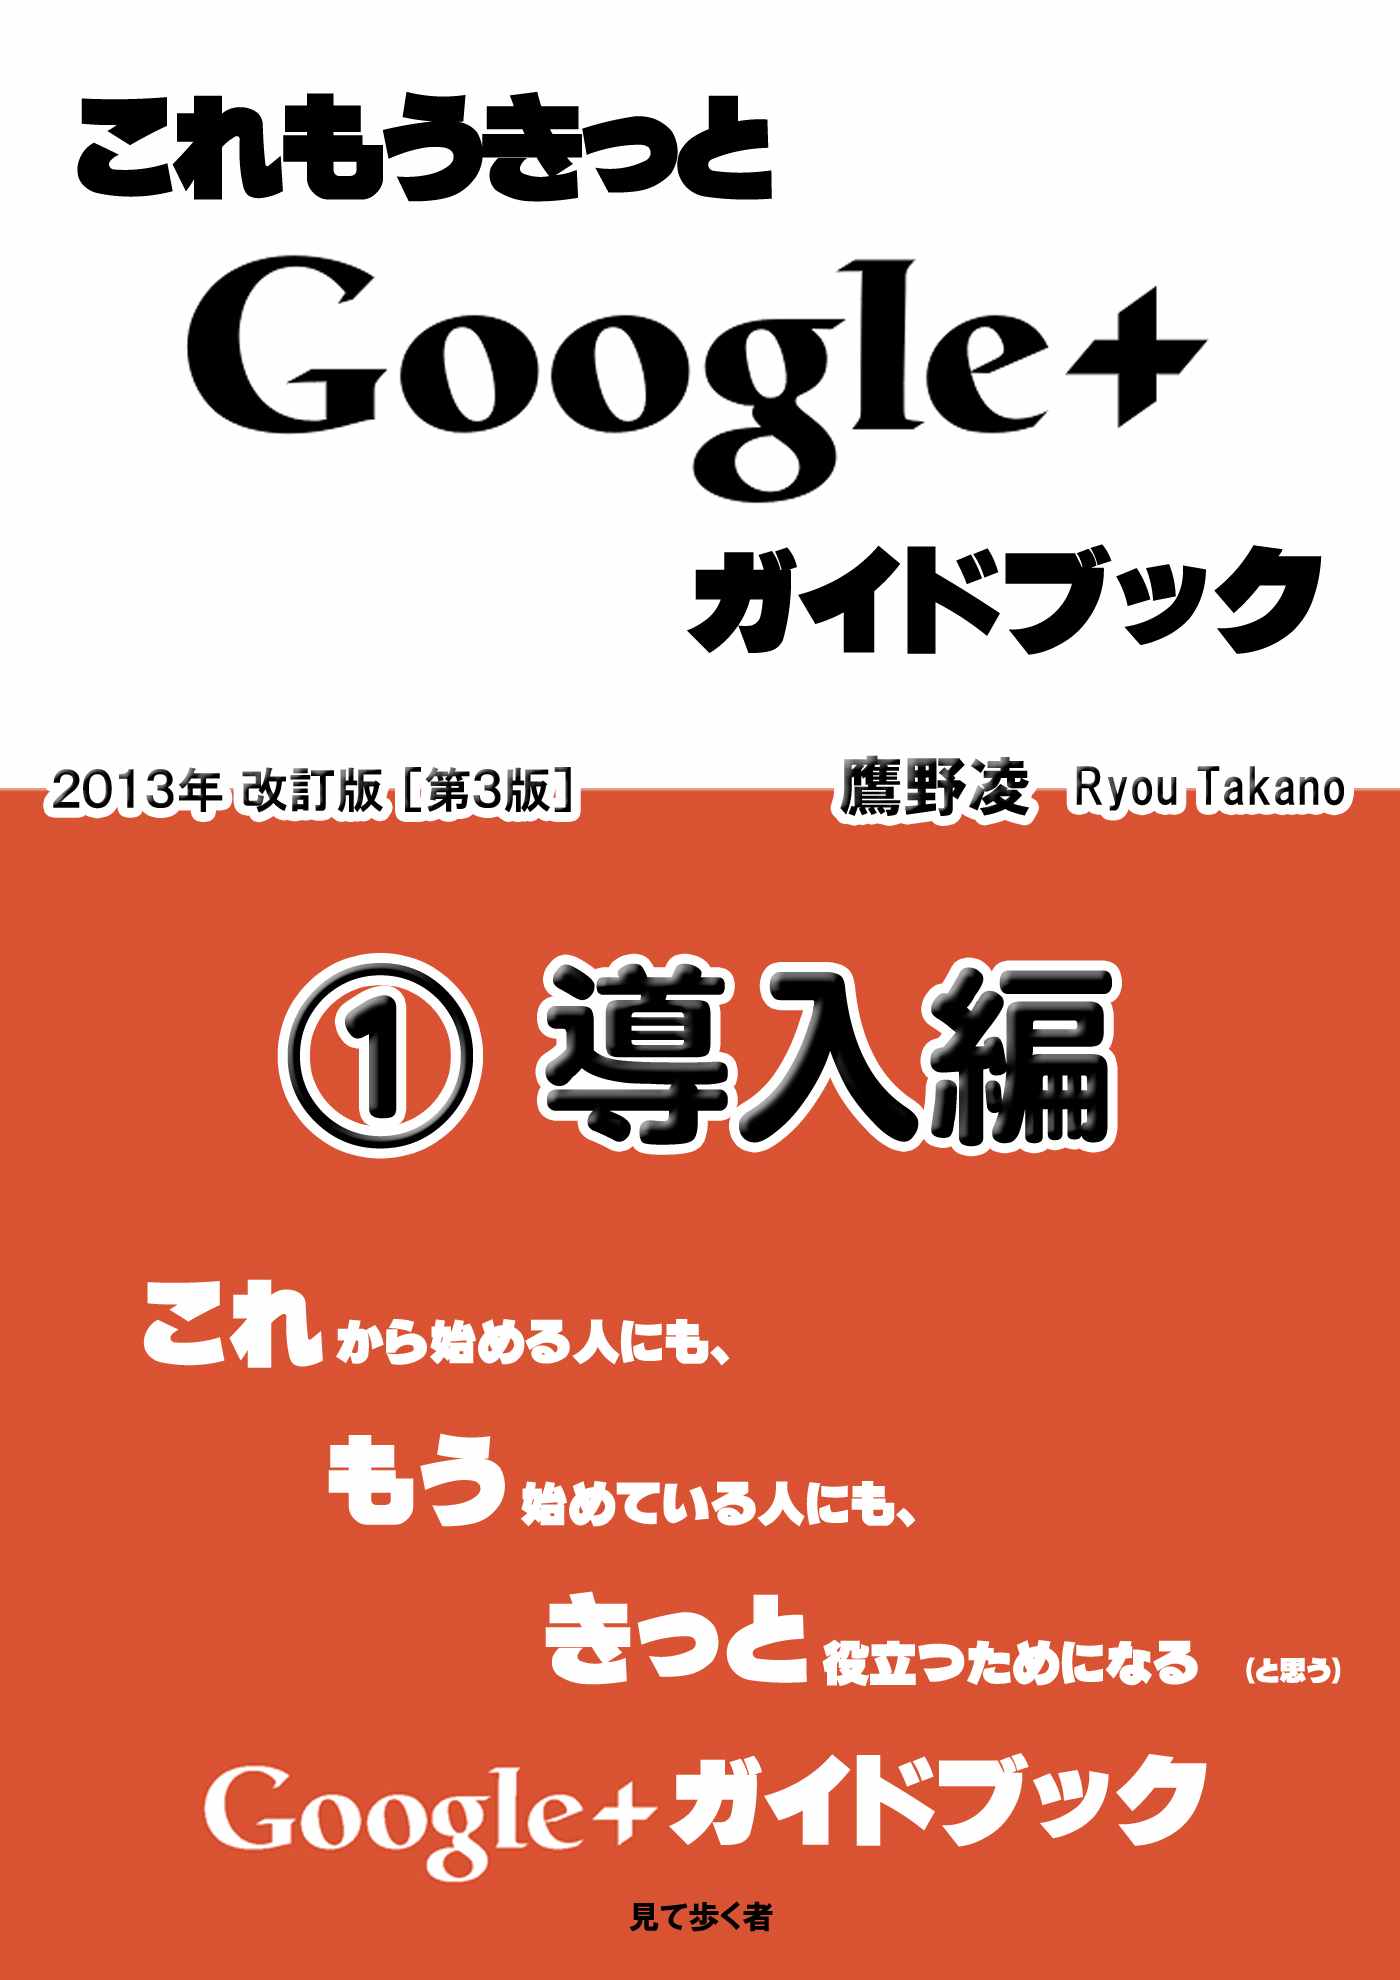 これもうきっと
Google+
ガイドブック
2013年 改訂版［第3版］ 鷹野凌 Ryou Takano
① 導入編
これから始める人にも、
もう始めている人にも、
きっと役立つためになる （と思う）
Google+ガイドブック
見て歩く者